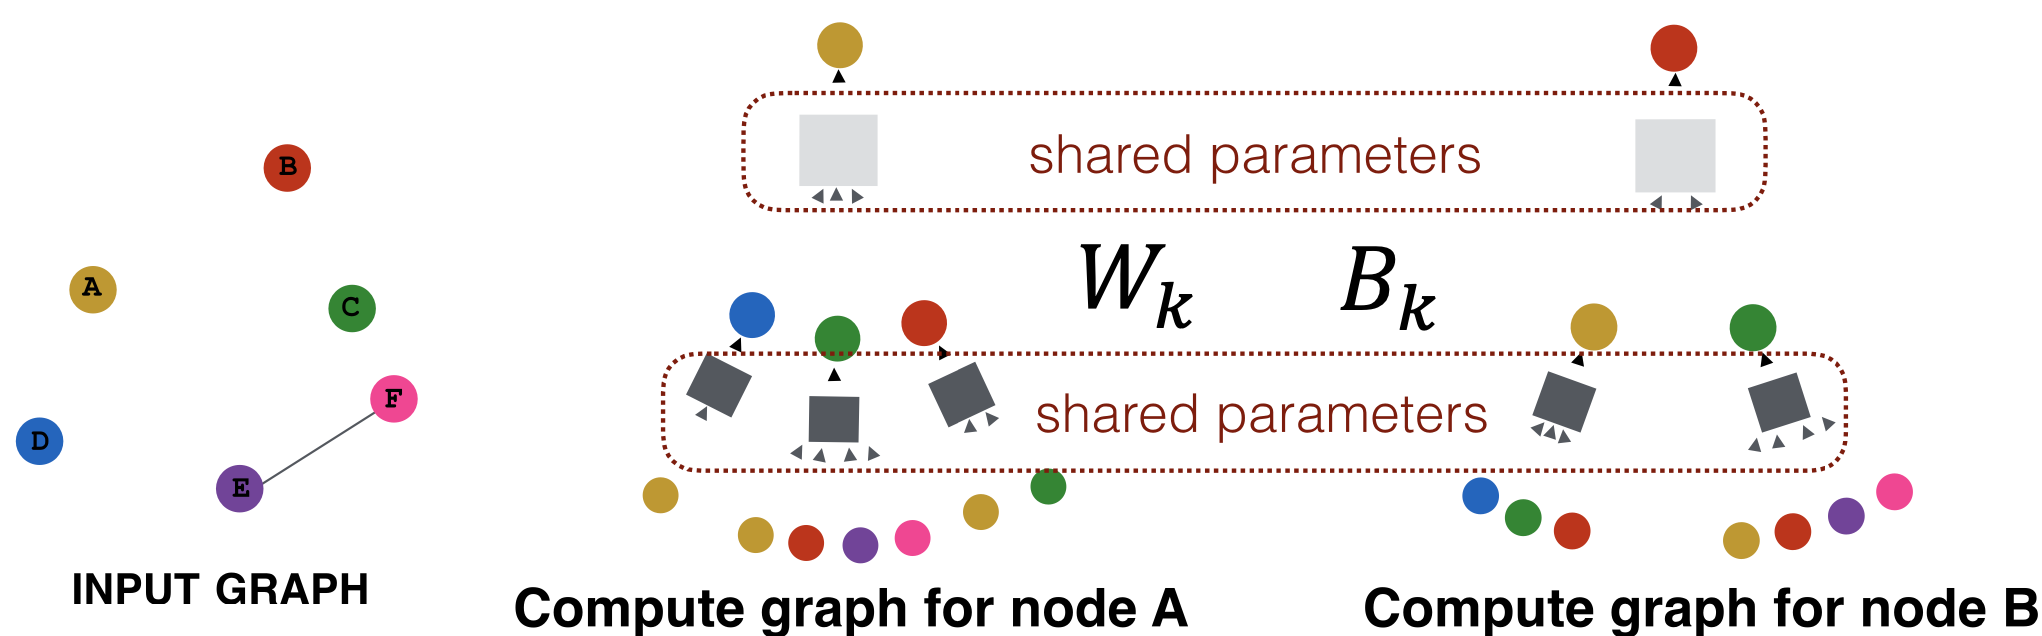 B
A
C
F
D
E
INPUT GRAPH
shared parameters
W_k B_k
shared parameters
Compute graph for node A
Compute graph for node B